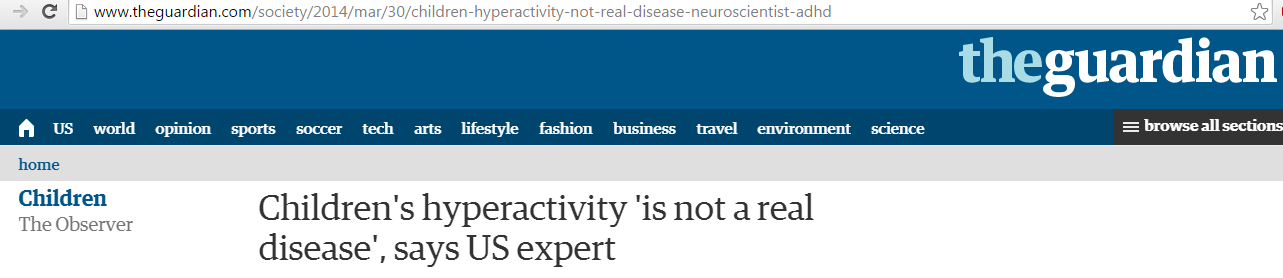 www.theguardian.com/society/2014/mar/30/children-hyperactivity-not-real-disease-neuroscientist-adhd
theguardian
US world opinion sports soccer tech arts lifestyle fashion business travel environment science browse all sections
home
Children
The Observer
Children's hyperactivity 'is not a real
disease', says US expert